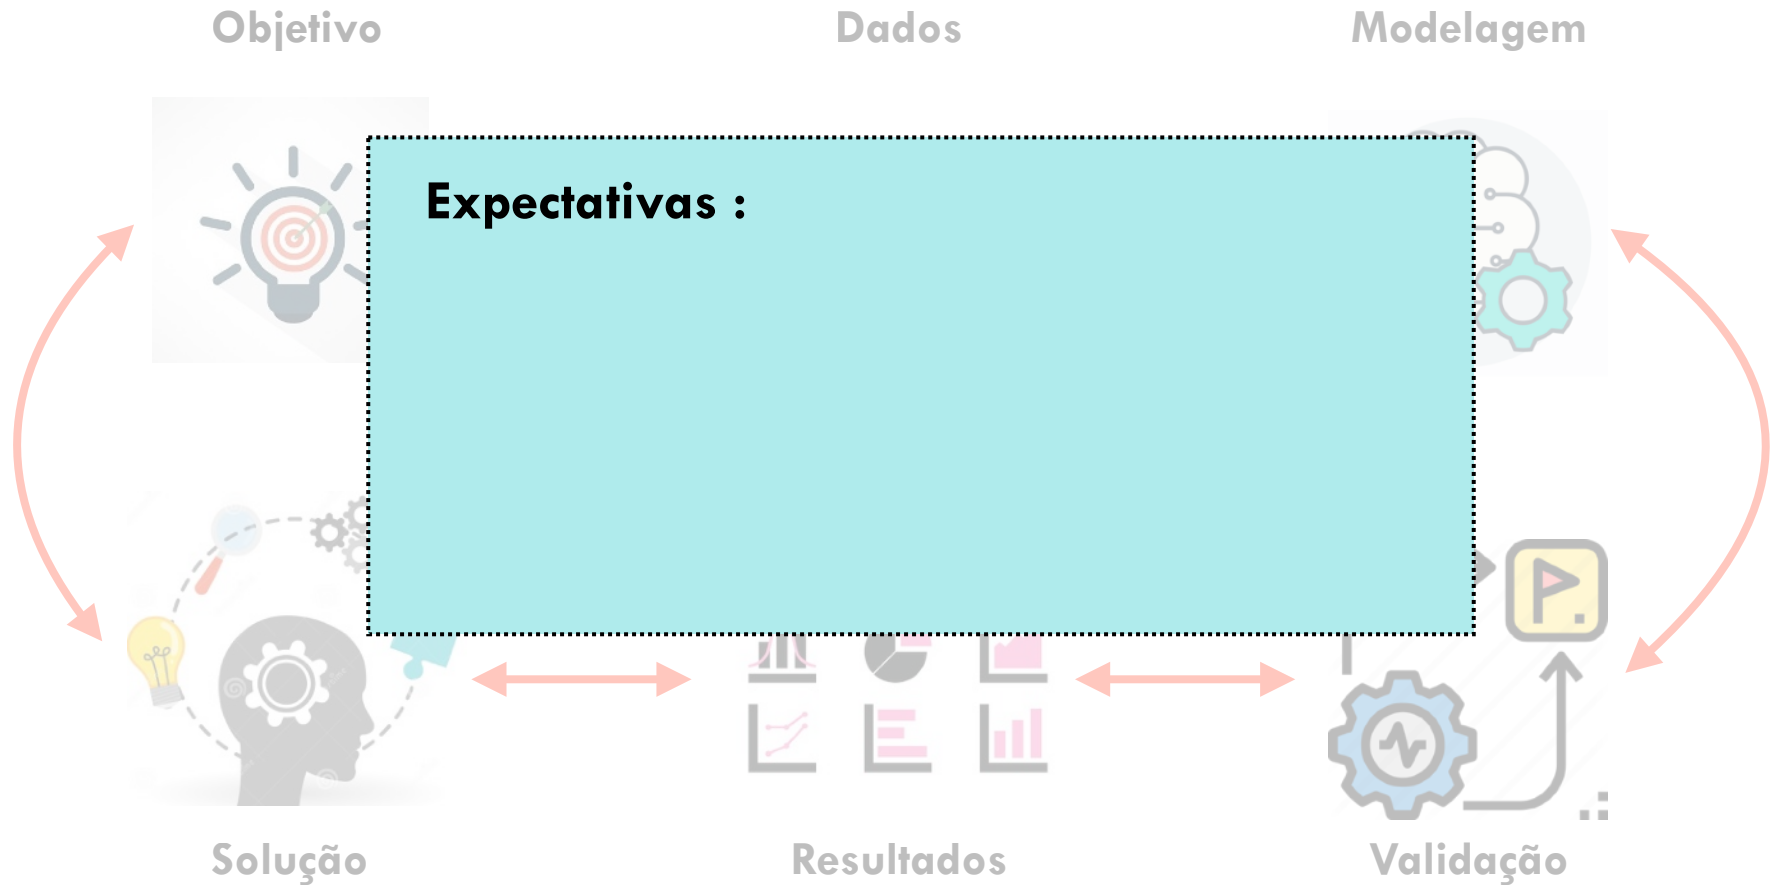 Objetivo
Dados
Modelagem
Expectativas :
Solução
Resultados
Validação